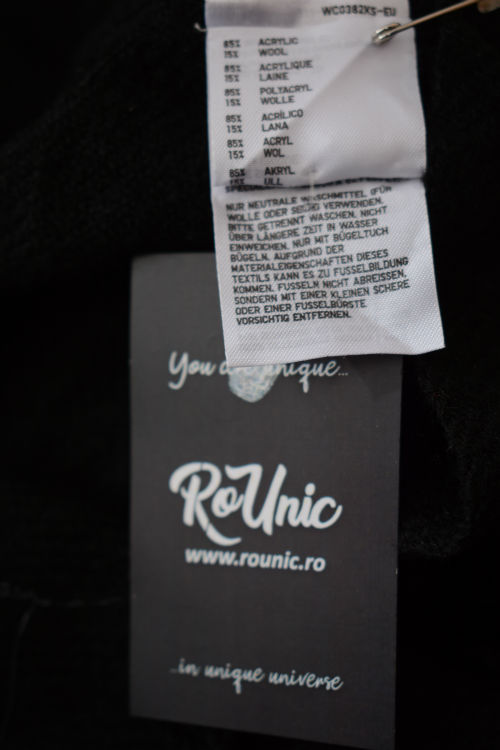 WC0382XS-EU
85% ACRYLIC
15% WOOL
85% ACRYLIQUE
15% LAINE
85% POLYACRYL
15% WOLLE
85% ACRÍLICO
15% LANA
85% ACRYL
15% WOL
85% AKRYL
15% ULL
NUR NEUTRALE WASCHMITTEL (FÜR
WOLLE ODER SEIDE) VERWENDEN.
BITTE GETRENNT WASCHEN. NICHT
ÜBER LÄNGERE ZEIT IN WASSER
EINWEICHEN. NUR MIT BÜGELTUCH
BÜGELN. AUFGRUND DER
MATERIALEIGENSCHAFTEN DIESES
TEXTILS KANN ES ZU FUSSELBILDUNG
KOMMEN. FUSSELN NICHT ABREISSEN,
SONDERN MIT EINER KLEINEN SCHERE
ODER EINER FUSSELBÜRSTE
VORSICHTIG ENTFERNEN.
You are unique...
RoUnic
www.rounic.ro
...in unique universe